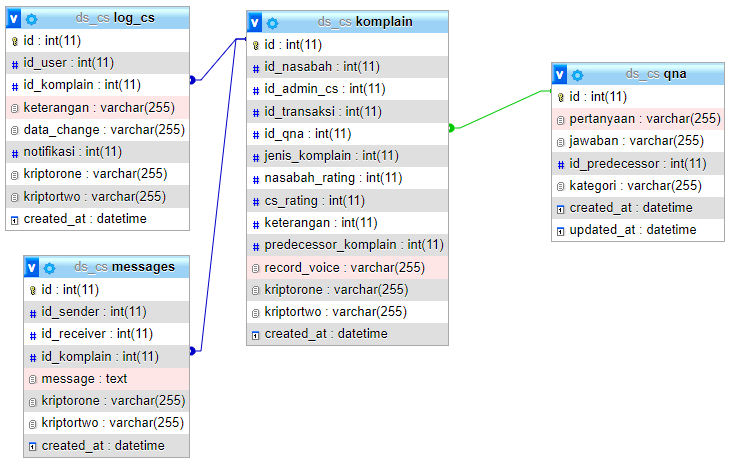 v ds_cs log_cs
id : int(11)
# id_user : int(11)
# id_komplain : int(11)
keterangan : varchar(255)
data_change : varchar(255)
# notifikasi : int(11)
kriptorone : varchar(255)
kriptortwo : varchar(255)
created_at : datetime
v ds_cs messages
id : int(11)
# id_sender : int(11)
# id_receiver : int(11)
# id_komplain : int(11)
message : text
kriptorone : varchar(255)
kriptortwo : varchar(255)
created_at : datetime
v ds_cs komplain
id : int(11)
# id_nasabah : int(11)
# id_admin_cs : int(11)
# id_transaksi : int(11)
# id_qna : int(11)
# jenis_komplain : int(11)
# nasabah_rating : int(11)
# cs_rating : int(11)
# keterangan : int(11)
# predecessor_komplain : int(11)
record_voice : varchar(255)
kriptorone : varchar(255)
kriptortwo : varchar(255)
created_at : datetime
v ds_cs qna
id : int(11)
pertanyaan : varchar(255)
jawaban : varchar(255)
# id_predecessor : int(11)
kategori : varchar(255)
created_at : datetime
updated_at : datetime